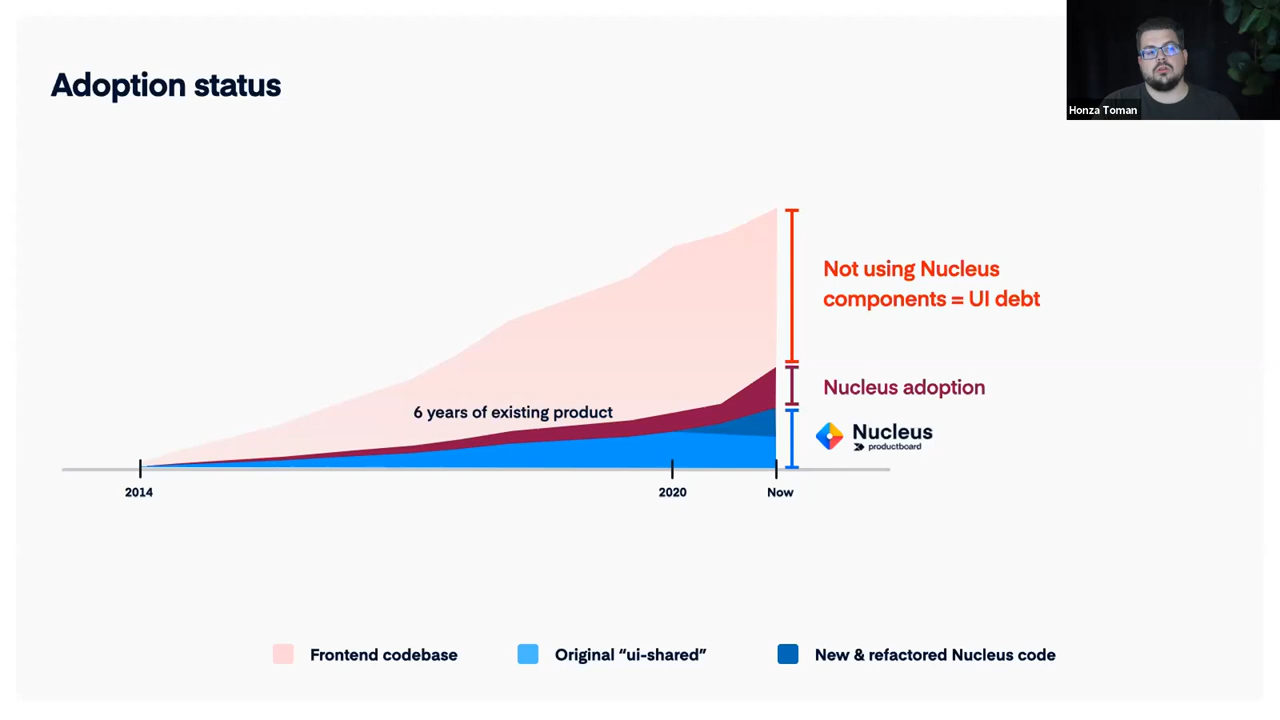 Adoption status
Honza Toman
Not using Nucleus
components = UI debt
Nucleus adoption
6 years of existing product
Nucleus
productboard
2014
2020
Now
Frontend codebase
Original “ui-shared”
New & refactored Nucleus code